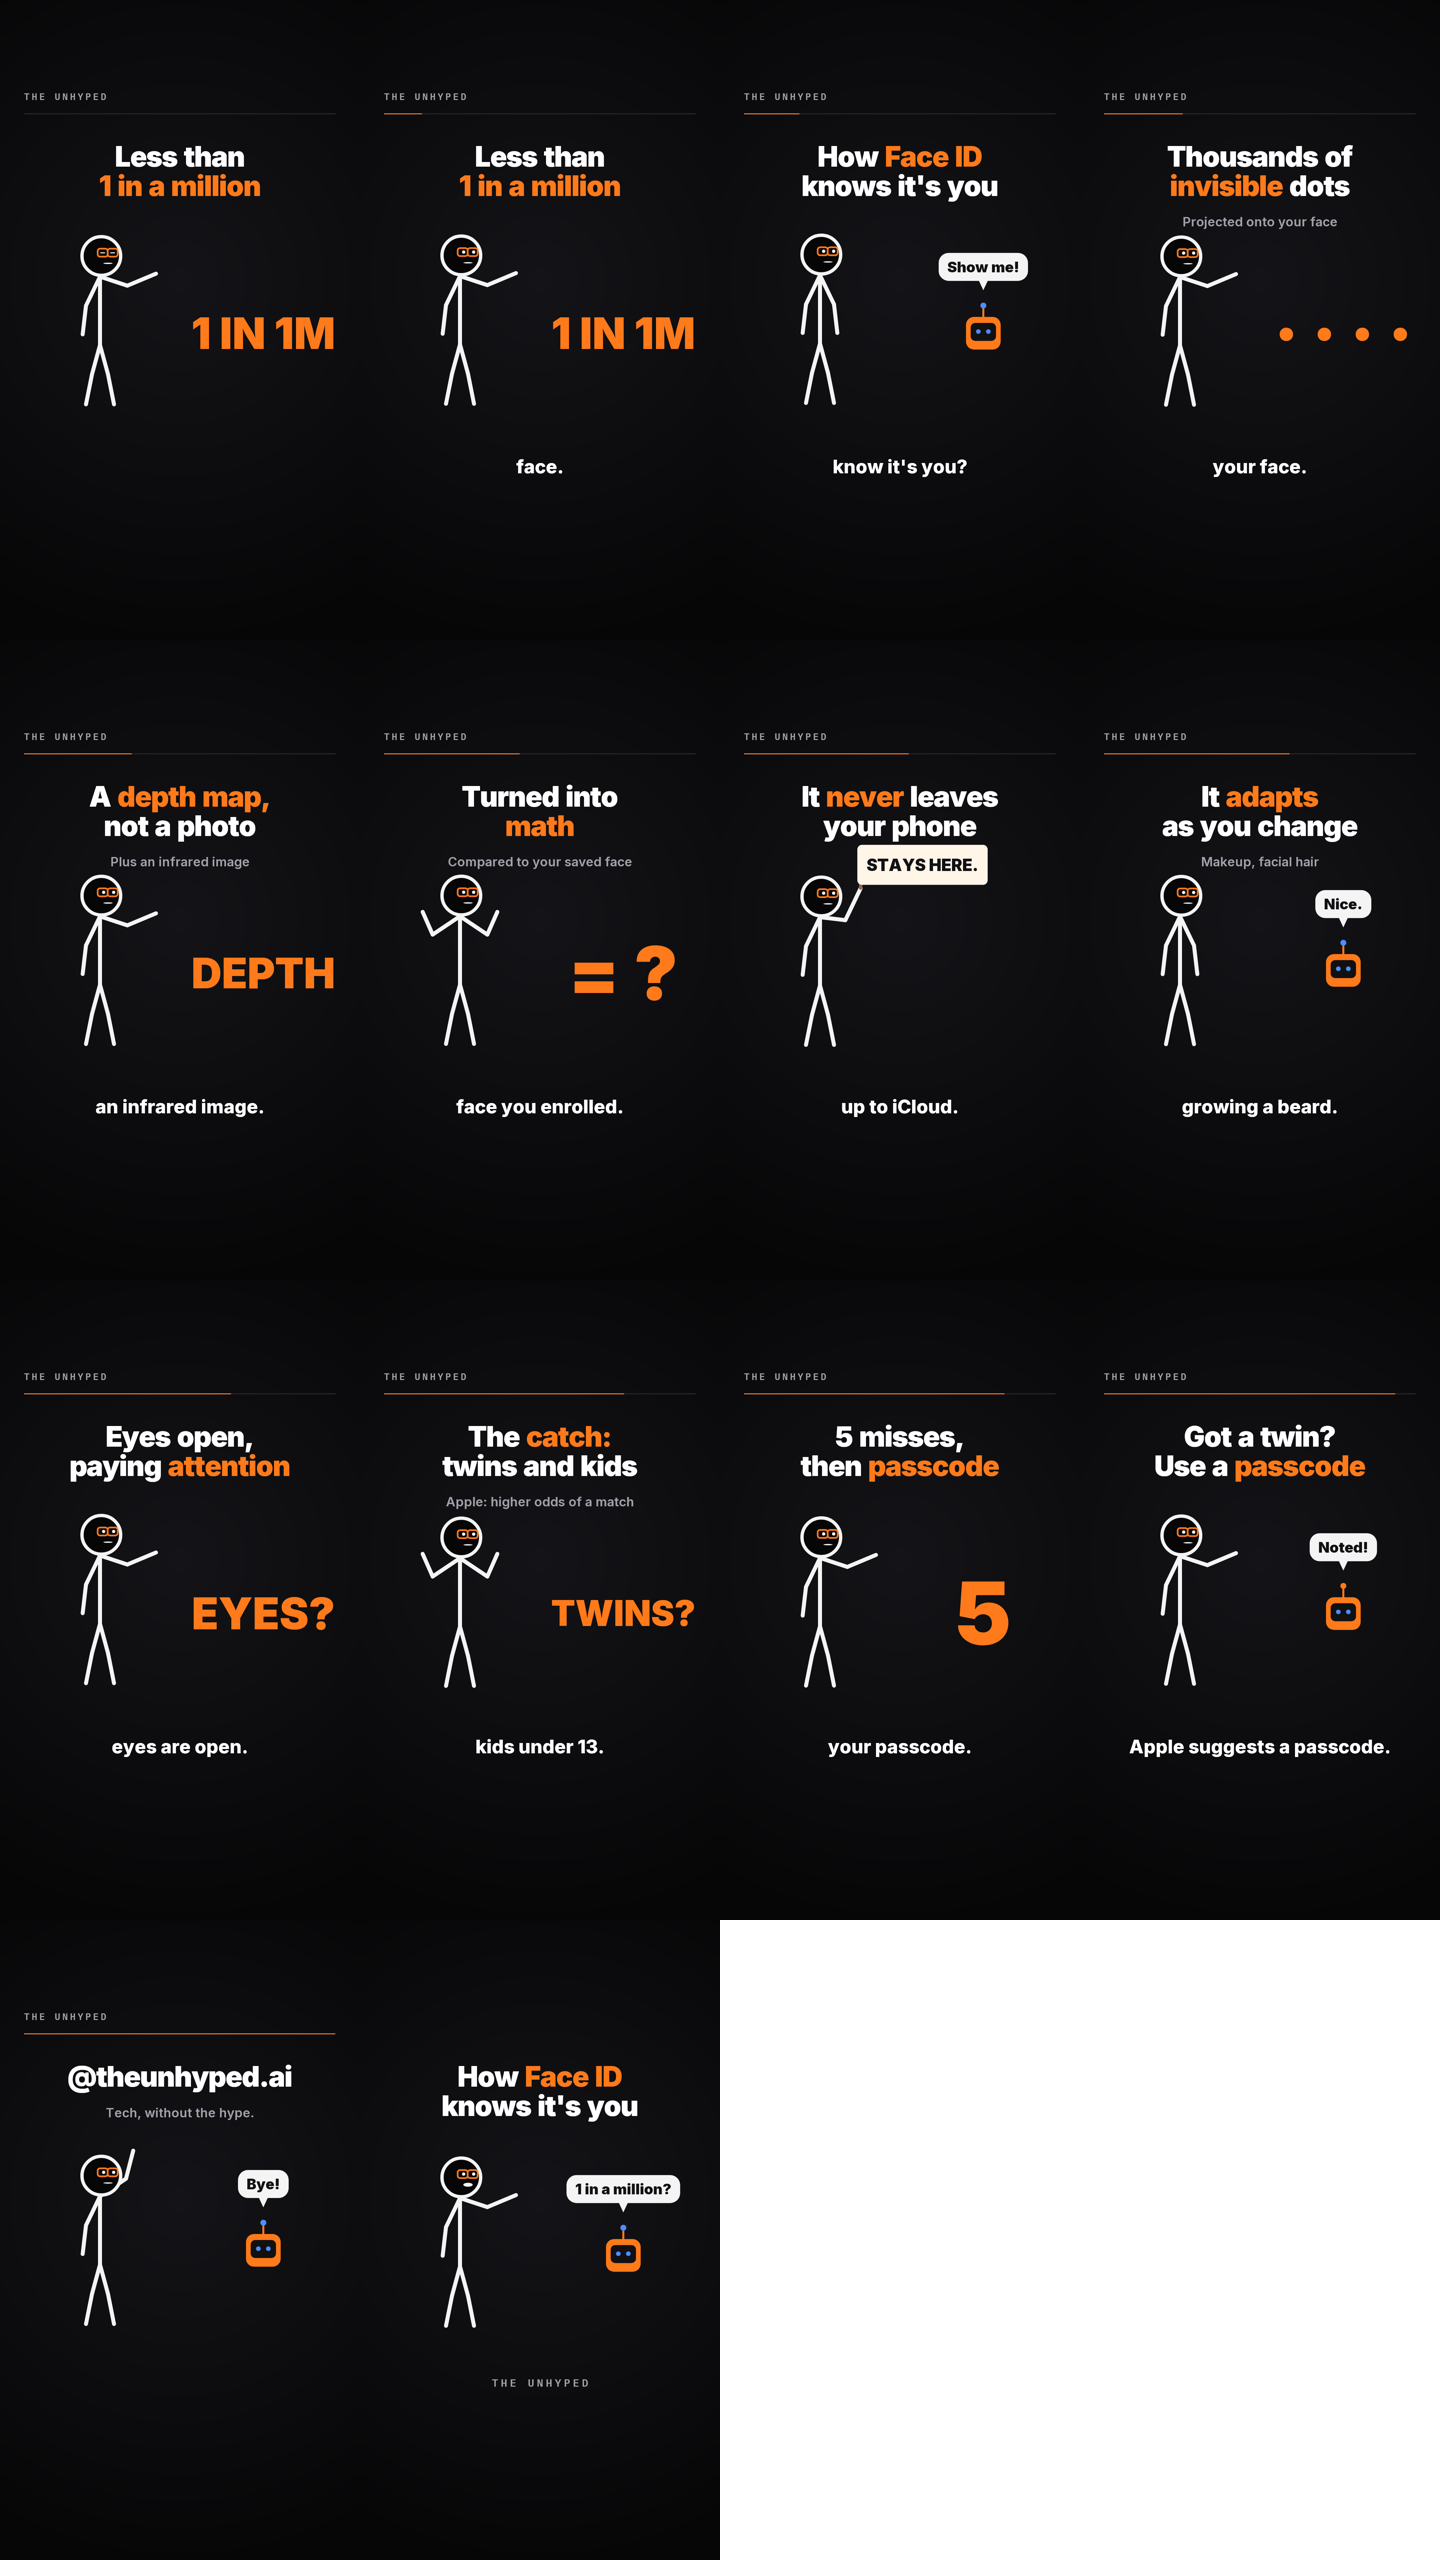 THE UNHYPED
Less than
1 in a million
1 IN 1M
THE UNHYPED
Less than
1 in a million
1 IN 1M
face.
THE UNHYPED
How Face ID
knows it's you
Show me!
know it's you?
THE UNHYPED
Thousands of
invisible dots
Projected onto your face
your face.
THE UNHYPED
A depth map,
not a photo
Plus an infrared image
DEPTH
an infrared image.
THE UNHYPED
Turned into
math
Compared to your saved face
= ?
face you enrolled.
THE UNHYPED
It never leaves
your phone
STAYS HERE.
up to iCloud.
THE UNHYPED
It adapts
as you change
Makeup, facial hair
Nice.
growing a beard.
THE UNHYPED
Eyes open,
paying attention
EYES?
eyes are open.
THE UNHYPED
The catch:
twins and kids
Apple: higher odds of a match
TWINS?
kids under 13.
THE UNHYPED
5 misses,
then passcode
5
your passcode.
THE UNHYPED
Got a twin?
Use a passcode
Noted!
Apple suggests a passcode.
THE UNHYPED
@theunhyped.ai
Tech, without the hype.
Bye!
How Face ID
knows it's you
1 in a million?
THE UNHYPED